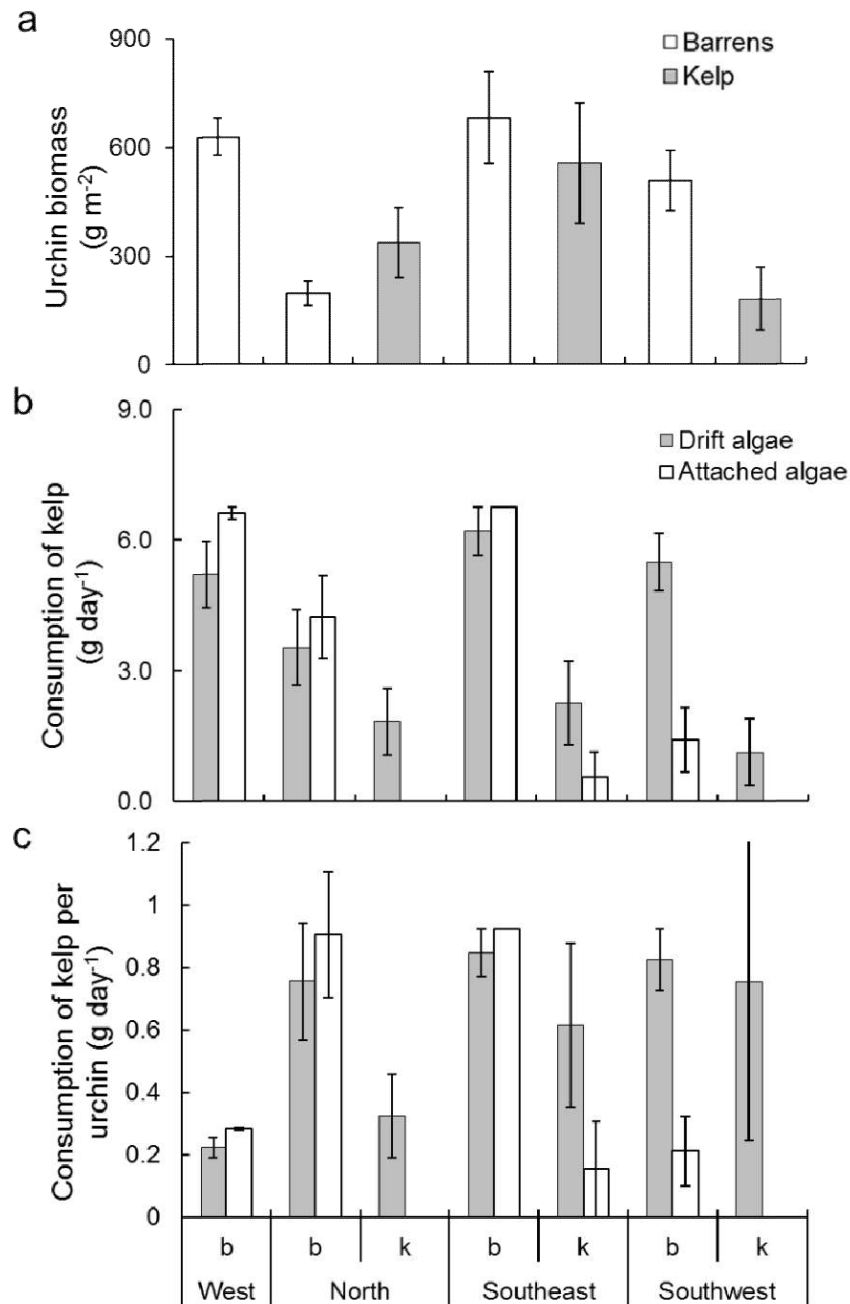 a
900
600
300
0
Urchin biomass
(g m⁻²)
Barrens
Kelp
b
9.0
6.0
3.0
0.0
Consumption of kelp
(g day⁻¹)
Drift algae
Attached algae
c
1.2
1
0.8
0.6
0.4
0.2
0
Consumption of kelp per
urchin (g day⁻¹)
b b k b k b k
West North Southeast Southwest